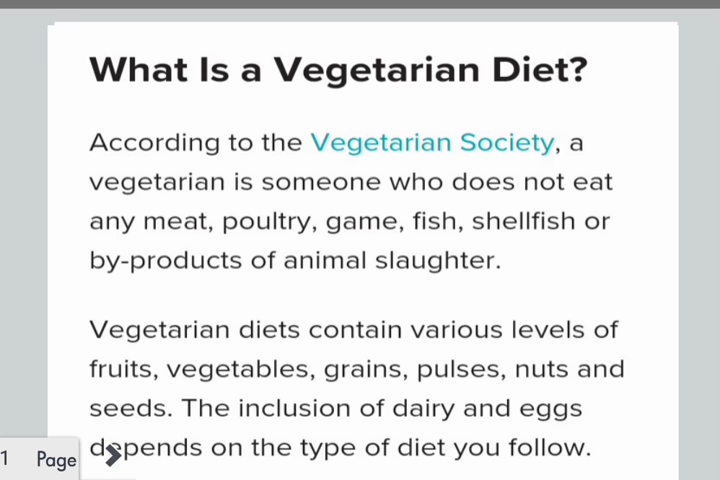 What Is a Vegetarian Diet?
According to the Vegetarian Society, a
vegetarian is someone who does not eat
any meat, poultry, game, fish, shellfish or
by-products of animal slaughter.
Vegetarian diets contain various levels of
fruits, vegetables, grains, pulses, nuts and
seeds. The inclusion of dairy and eggs
depends on the type of diet you follow.
1 Page